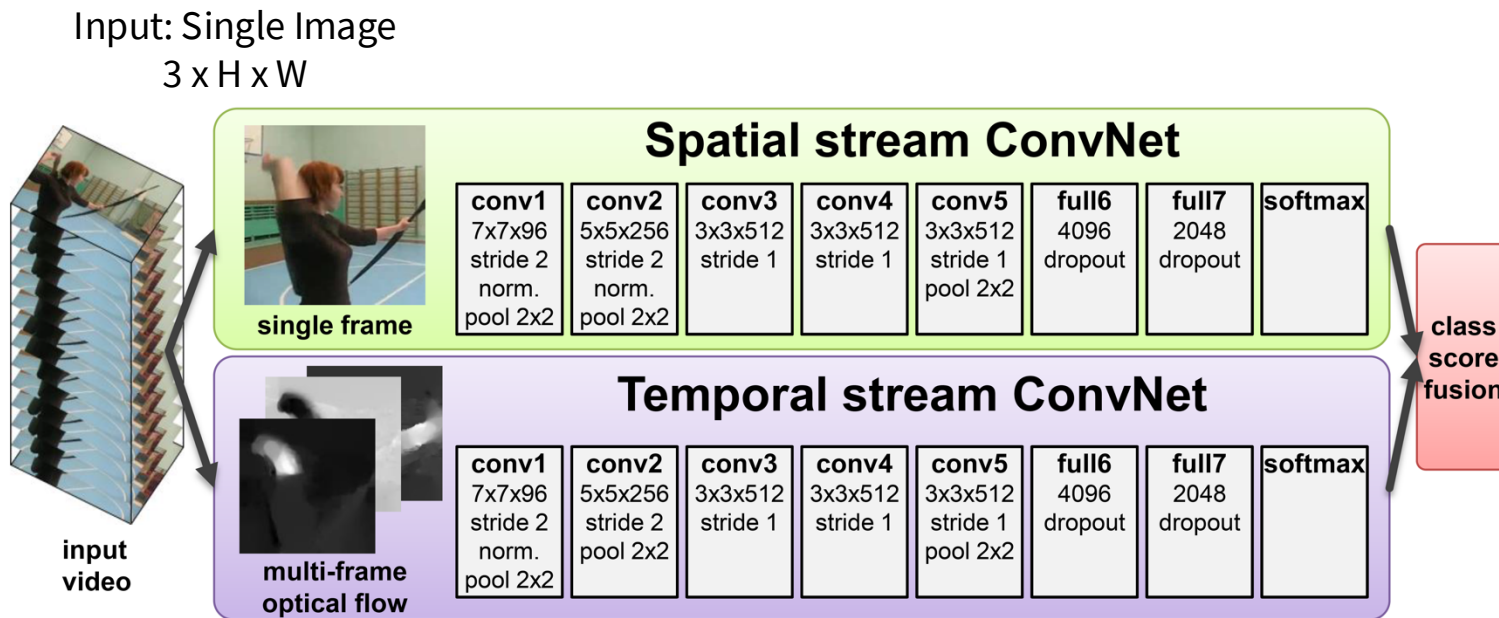 Input: Single Image
3 x H x W
Spatial stream ConvNet
single frame
conv1
7x7x96
stride 2
norm.
pool 2x2
conv2
5x5x256
stride 2
norm.
pool 2x2
conv3
3x3x512
stride 1
conv4
3x3x512
stride 1
conv5
3x3x512
stride 1
pool 2x2
full6
4096
dropout
full7
2048
dropout
softmax
Temporal stream ConvNet
multi-frame
optical flow
conv1
7x7x96
stride 2
norm.
pool 2x2
conv2
5x5x256
stride 2
pool 2x2
conv3
3x3x512
stride 1
conv4
3x3x512
stride 1
conv5
3x3x512
stride 1
pool 2x2
full6
4096
dropout
full7
2048
dropout
softmax
input
video
class
score
fusion